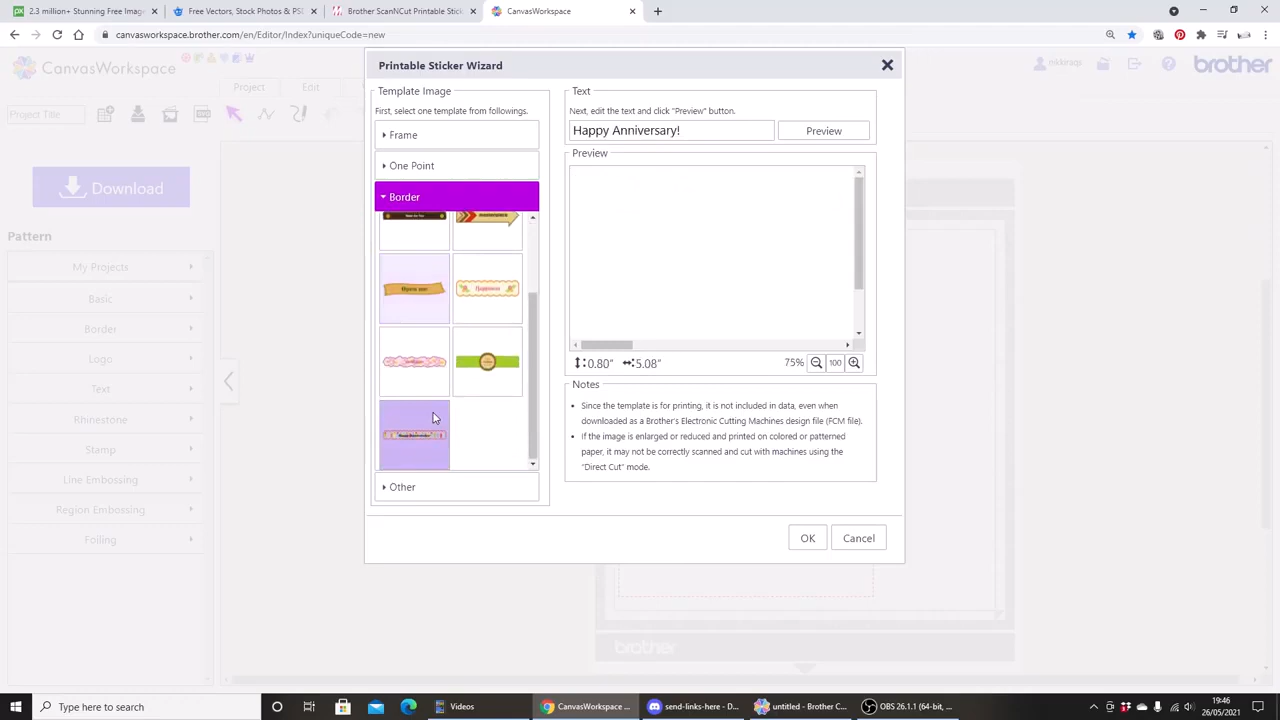 2.3 million+ Stunning Free Image
Free Vectors, Stock Photos & PSD
Brother ScanNCut Printable Stick
CanvasWorkspace
canvasworkspace.brother.com/en/Editor/Index?uniqueCode=new
CanvasWorkspace
mkkiraqs
brother
Project
Edit
Project Title
Download
Pattern
My Projects
Basic
Border
Logo
Text
Rhinestone
Stamp
Line Embossing
Region Embossing
Foiling
Printable Sticker Wizard
Template Image
First, select one template from followings.
Frame
One Point
Border
Happiness
Other
Text
Next, edit the text and click "Preview" button.
Happy Anniversary!
Preview
Preview
0.80"
5.08"
75%
100
Notes
Since the template is for printing, it is not included in data, even when
downloaded as a Brother's Electronic Cutting Machines design file (FCM file).
If the image is enlarged or reduced and printed on colored or patterned
paper, it may not be correctly scanned and cut with machines using the
"Direct Cut" mode.
OK
Cancel
brother
Type here to search
Videos
CanvasWorkspace ...
send-links-here - D...
untitled - Brother C...
OBS 26.1.1 (64-bit, ...
19:46
26/05/2021